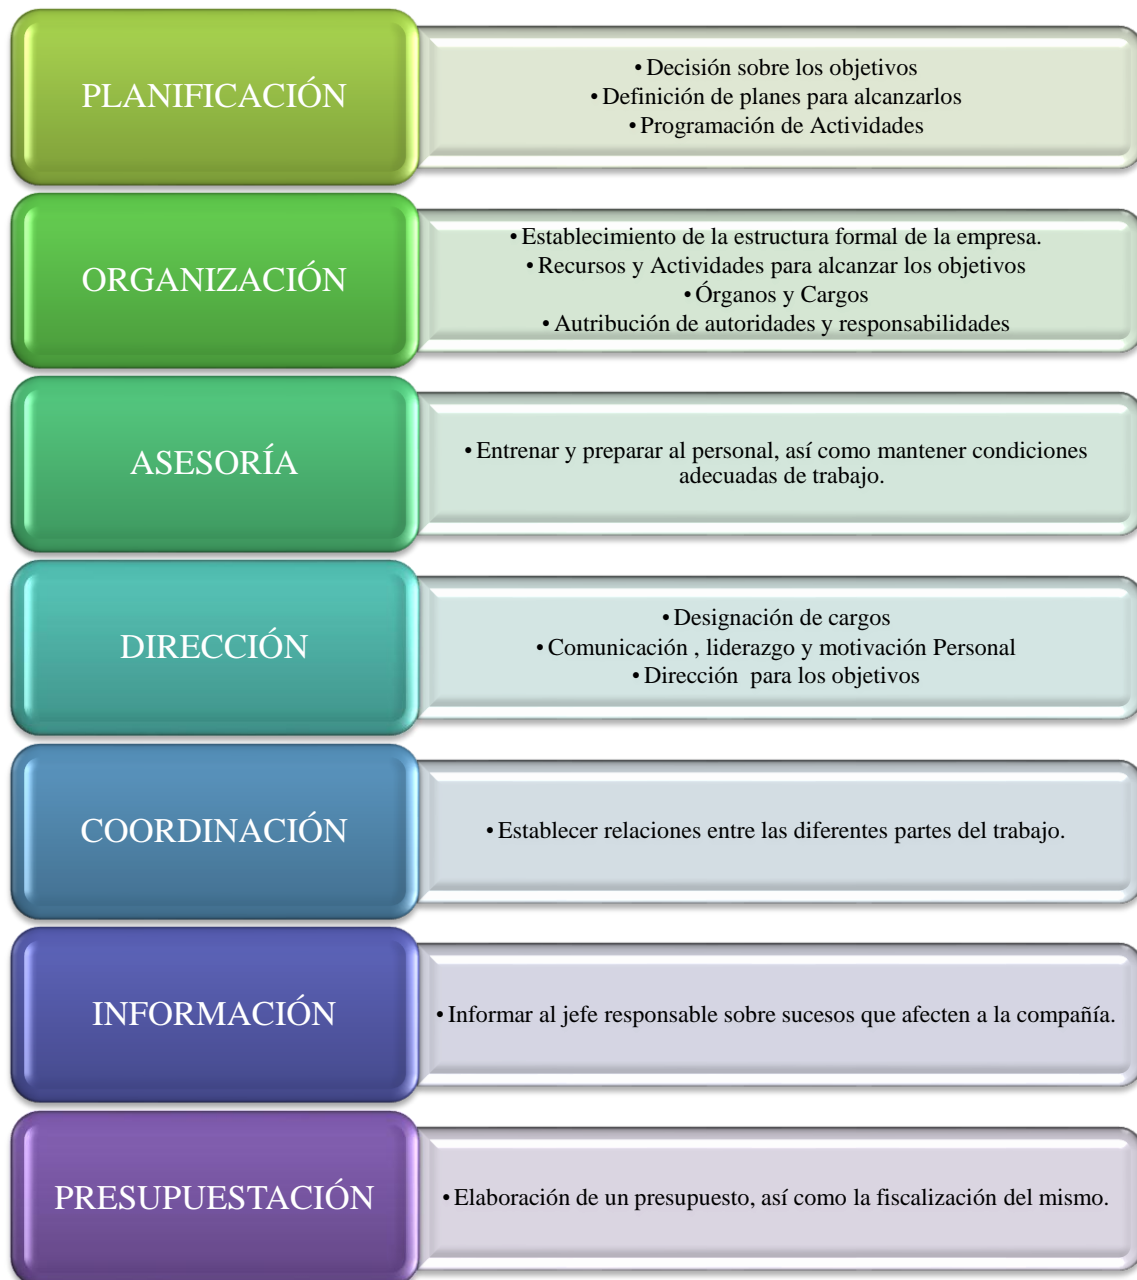 PLANIFICACIÓN
• Decisión sobre los objetivos
• Definición de planes para alcanzarlos
• Programación de Actividades
ORGANIZACIÓN
• Establecimiento de la estructura formal de la empresa.
• Recursos y Actividades para alcanzar los objetivos
• Órganos y Cargos
• Autribución de autoridades y responsabilidades
ASESORÍA
• Entrenar y preparar al personal, así como mantener condiciones
adecuadas de trabajo.
DIRECCIÓN
• Designación de cargos
• Comunicación , liderazgo y motivación Personal
• Dirección  para los objetivos
COORDINACIÓN
• Establecer relaciones entre las diferentes partes del trabajo.
INFORMACIÓN
• Informar al jefe responsable sobre sucesos que afecten a la compañía.
PRESUPUESTACIÓN
• Elaboración de un presupuesto, así como la fiscalización del mismo.